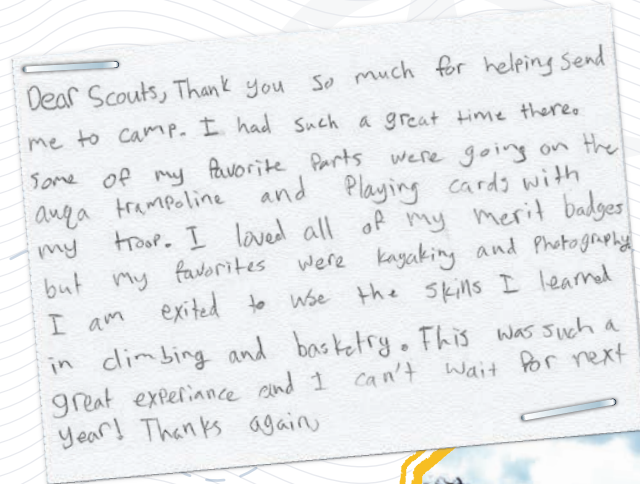 Dear Scouts, Thank you so much for helping send
me to camp. I had such a great time there.
some of my favorite parts were going on the
auqa trampoline and Playing cards with
my troop. I loved all of my merit badges
but my favorites were kayaking and Photography
I am exited to use the skills I learned
in climbing and basketry. This was such a
great experiance and I can't wait for next
year! Thanks again,